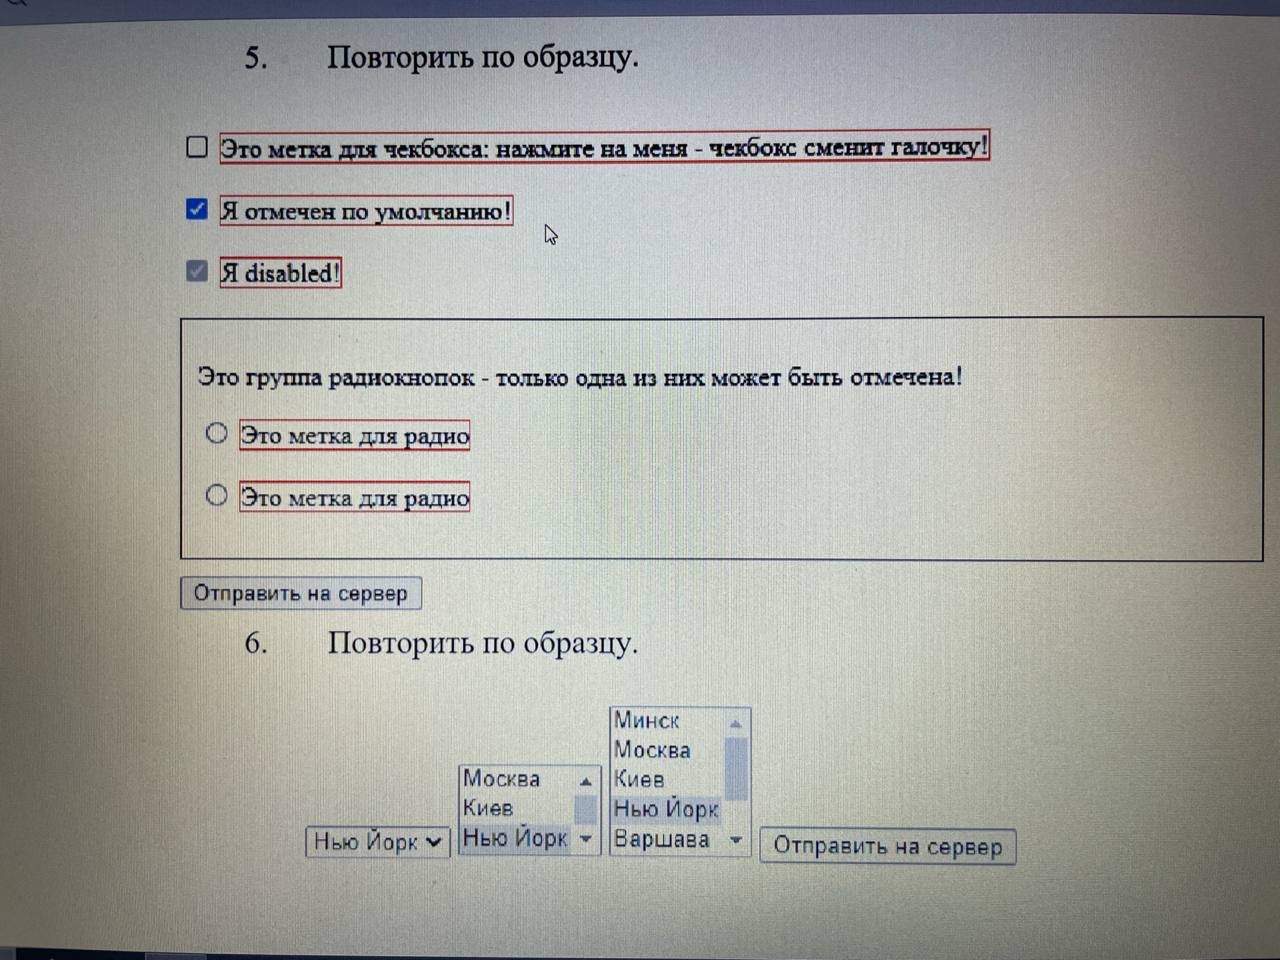 5. Повторить по образцу.
Это метка для чекбокса: нажмите на меня - чекбокс сменит галочку!
Я отмечен по умолчанию!
Я disabled!
Это группа радиокнопок - только одна из них может быть отмечена!
Это метка для радио
Это метка для радио
Отправить на сервер
6. Повторить по образцу.
Нью Йорк
Москва
Киев
Нью Йорк
Минск
Москва
Киев
Нью Йорк
Варшава
Отправить на сервер